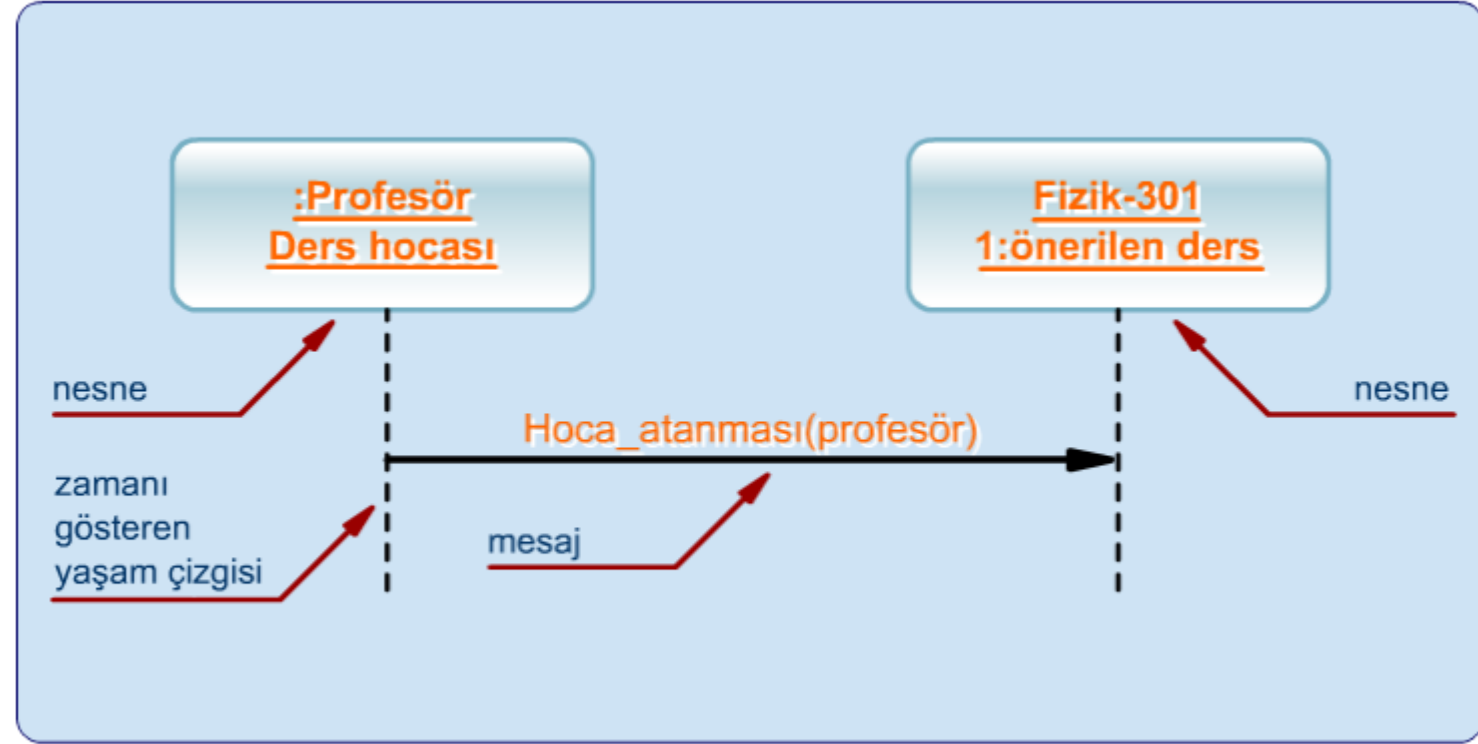 :Profesör
Ders hocası
Fizik-301
1:önerilen ders
nesne
nesne
Hoca_atanması(profesör)
zamanı
gösteren
yaşam çizgisi
mesaj